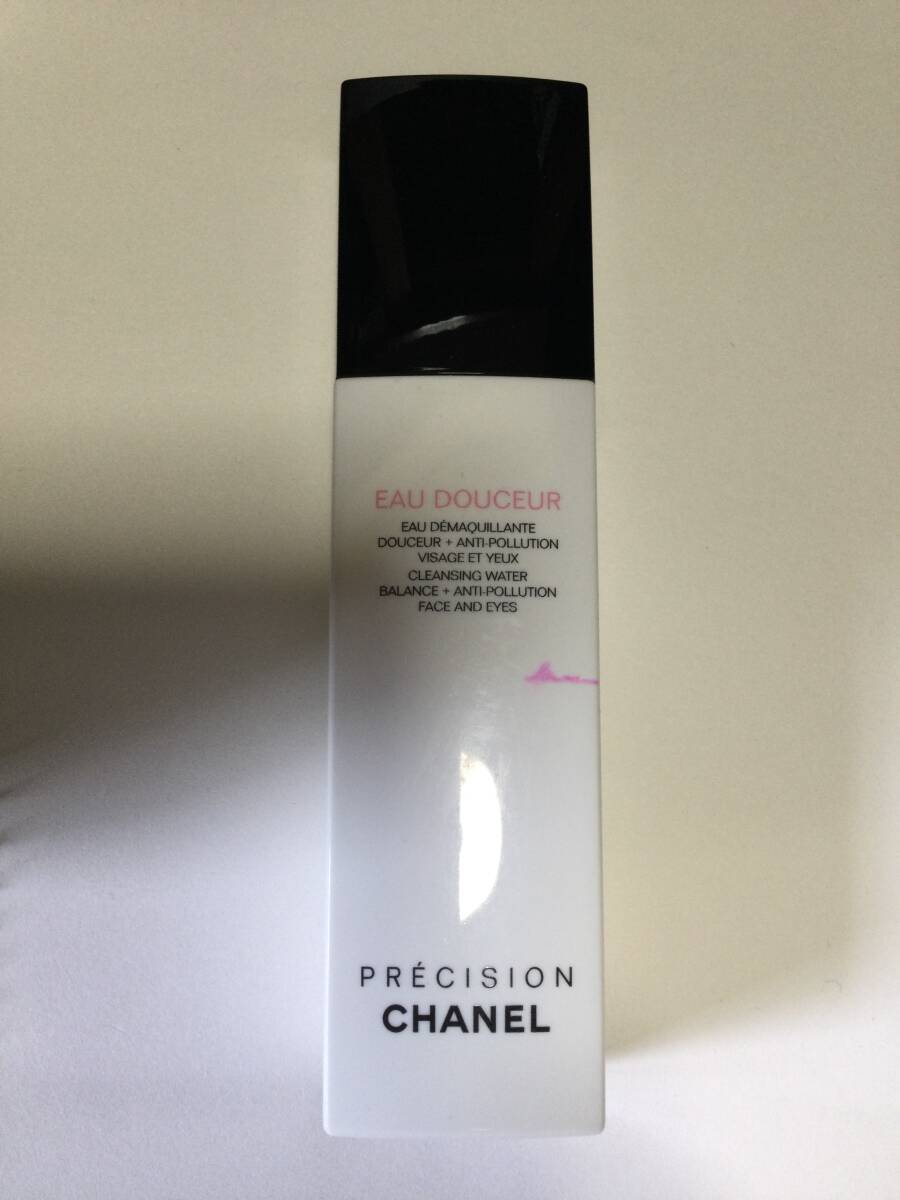 EAU DOUCEUR
EAU DÉMAQUILLANTE
DOUCEUR + ANTI-POLLUTION
VISAGE ET YEUX
CLEANSING WATER
BALANCE + ANTI-POLLUTION
FACE AND EYES
PRÉCISION
CHANEL